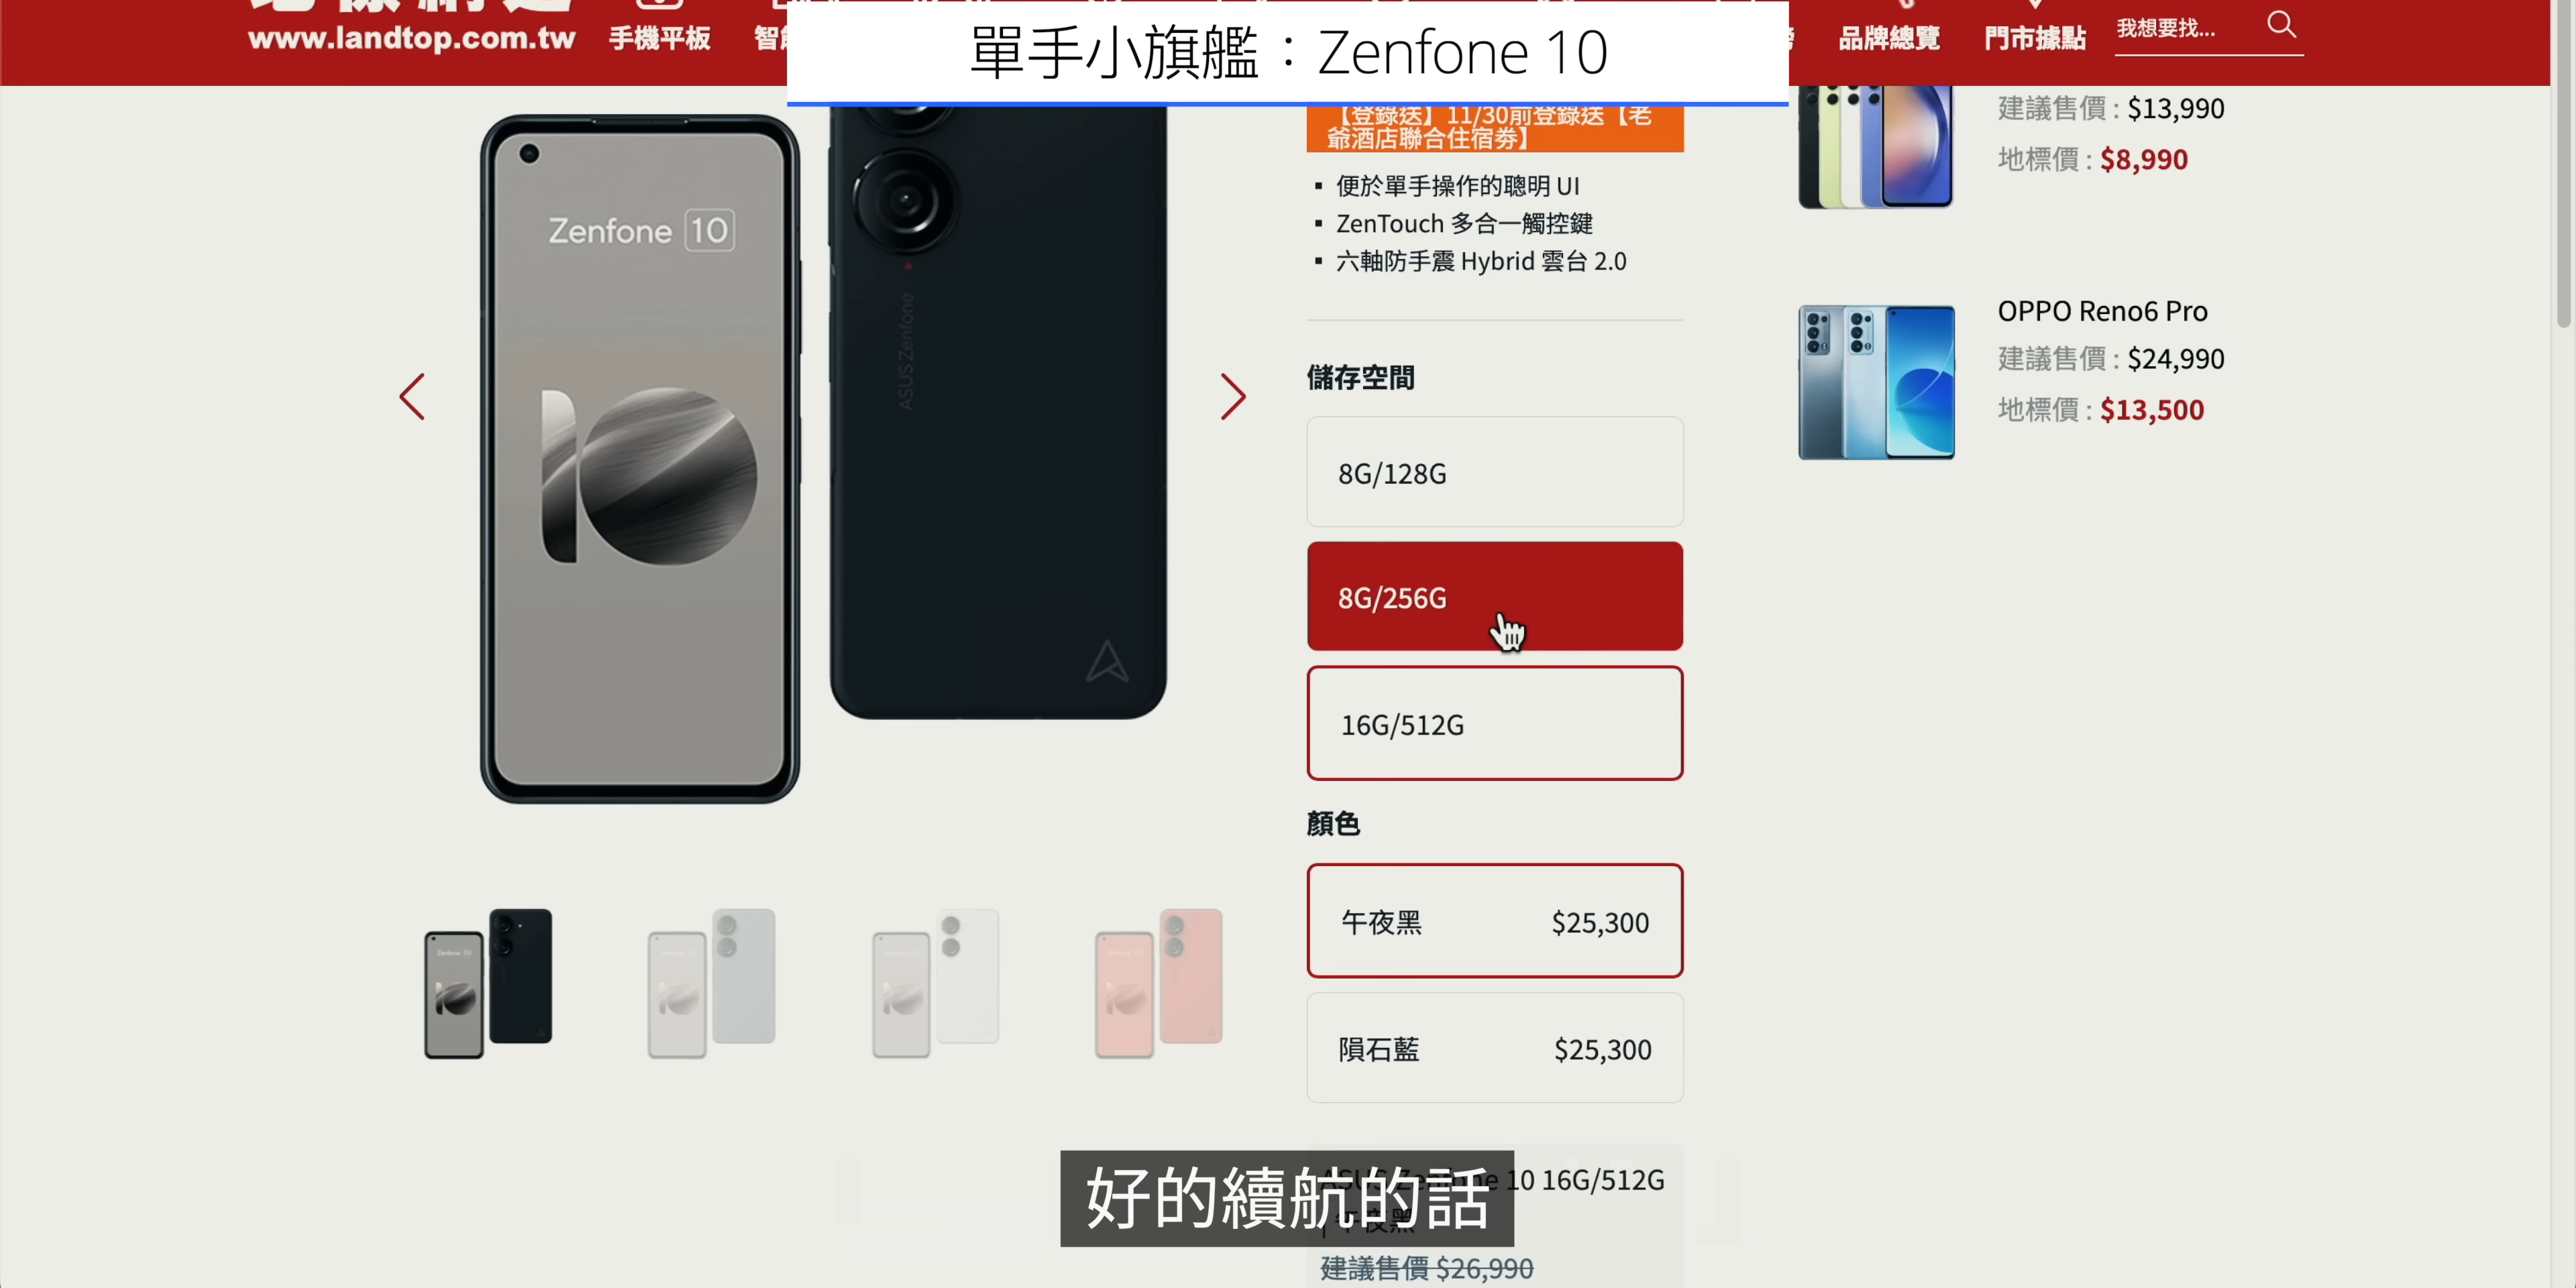 www.landtop.com.tw
手機平板
單手小旗艦：Zenfone 10
品牌總覽
門市據點
我想要找...
Zenfone 10
10
ASUS Zenfone
【登錄送】11/30前登錄送【老
爺酒店聯合住宿券】
▪ 便於單手操作的聰明 UI
▪ ZenTouch 多合一觸控鍵
▪ 六軸防手震 Hybrid 雲台 2.0
儲存空間
8G/128G
8G/256G
16G/512G
顏色
午夜黑 $25,300
隕石藍 $25,300
ASUS Zenfone 10 16G/512G
| 午夜黑
建議售價 $26,990
建議售價 : $13,990
地標價 : $8,990
OPPO Reno6 Pro
建議售價 : $24,990
地標價 : $13,500
好的續航的話